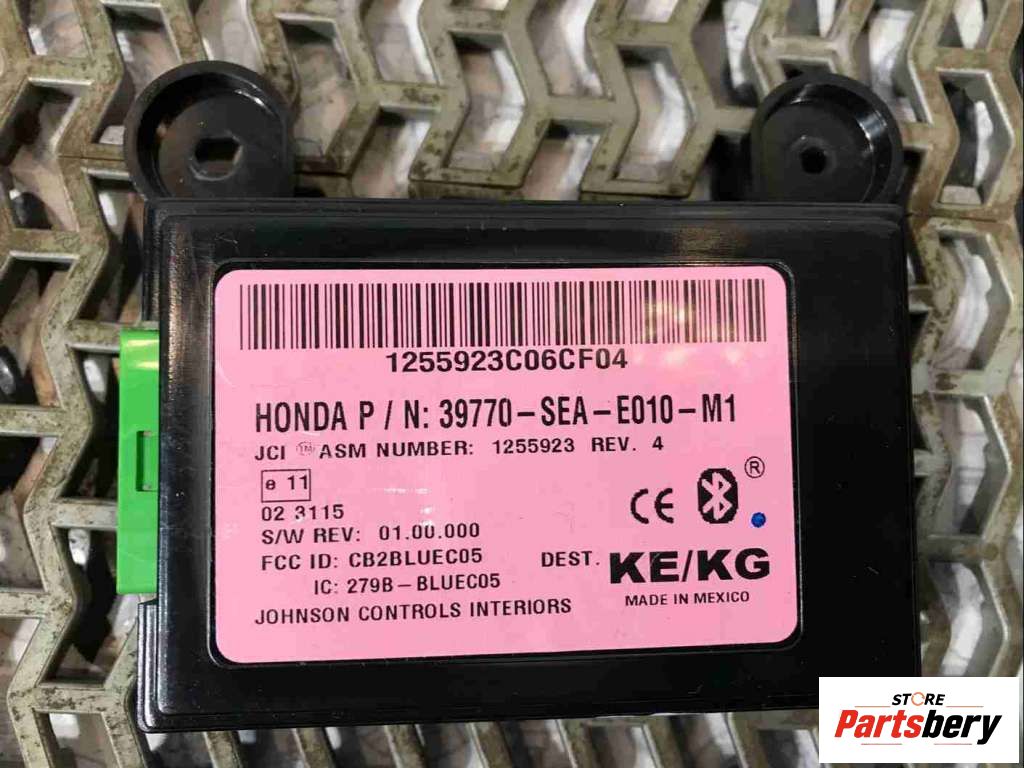 1255923C06CF04
HONDA P / N: 39770-SEA-E010-M1
JCI TM ASM NUMBER: 1255923 REV. 4
e 11
02 3115
S/W REV: 01.00.000
FCC ID: CB2BLUEC05
IC: 279B-BLUEC05
JOHNSON CONTROLS INTERIORS
CE ®
DEST. KE/KG
MADE IN MEXICO
STORE
Partsbery